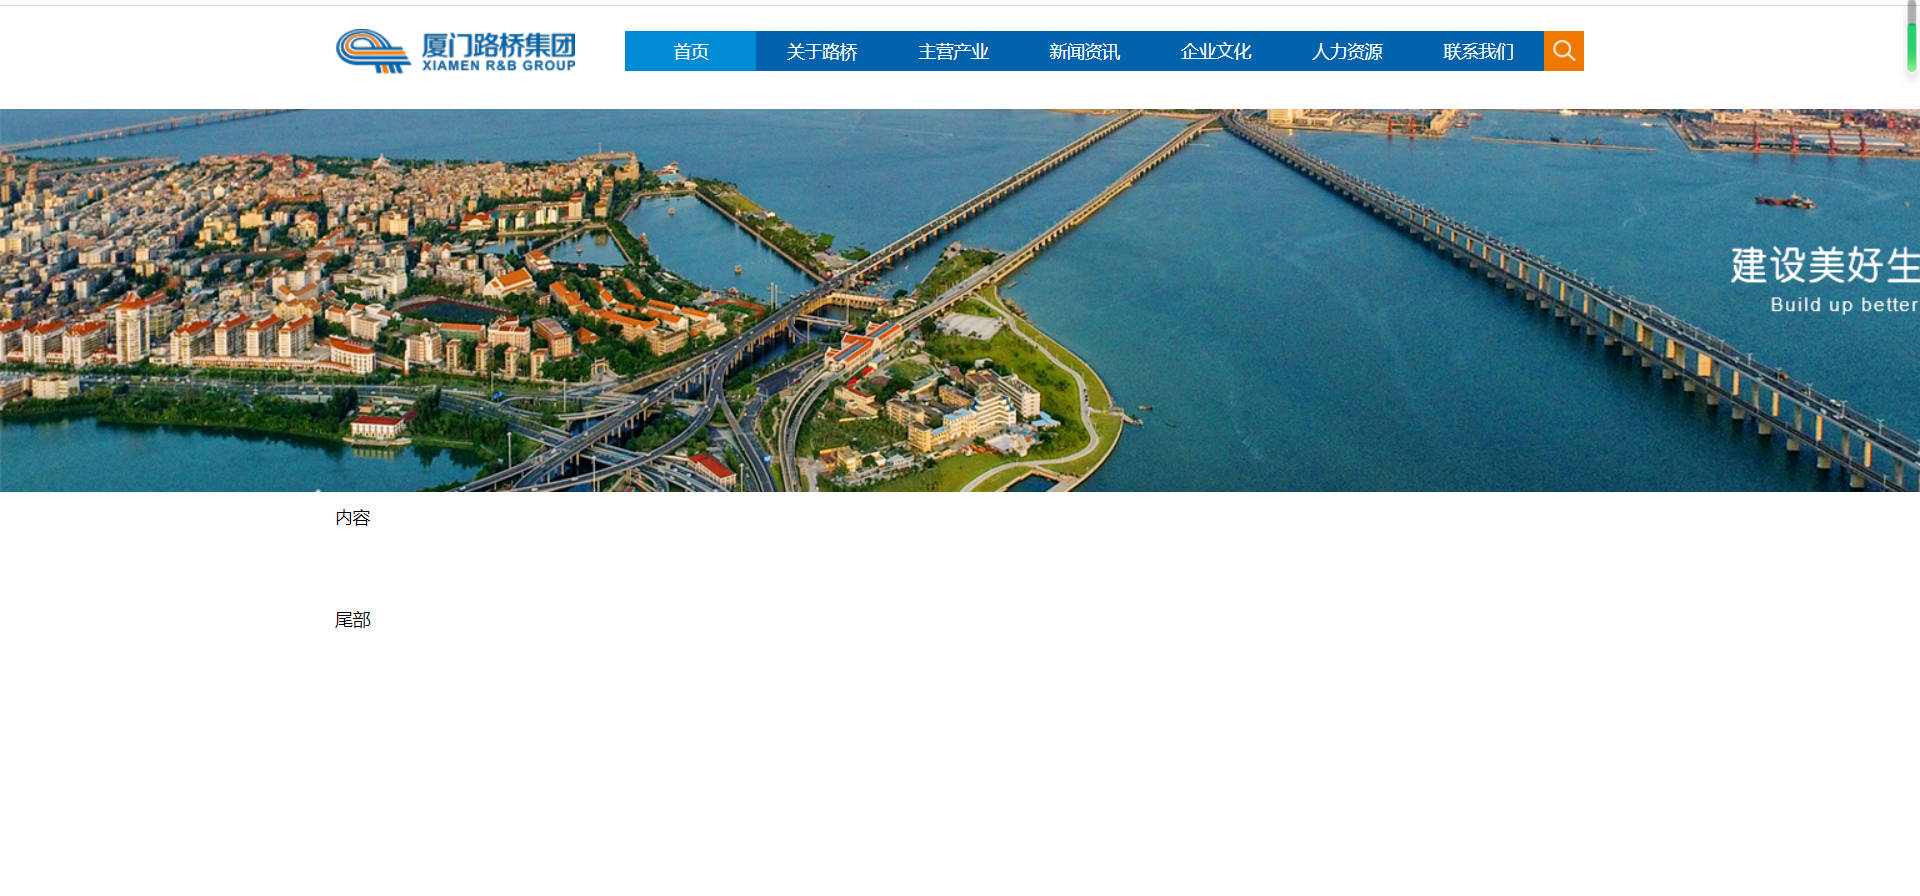 厦门路桥集团
XIAMEN R&B GROUP
首页 关于路桥 主营产业 新闻资讯 企业文化 人力资源 联系我们
建设美好生
Build up better
内容
尾部